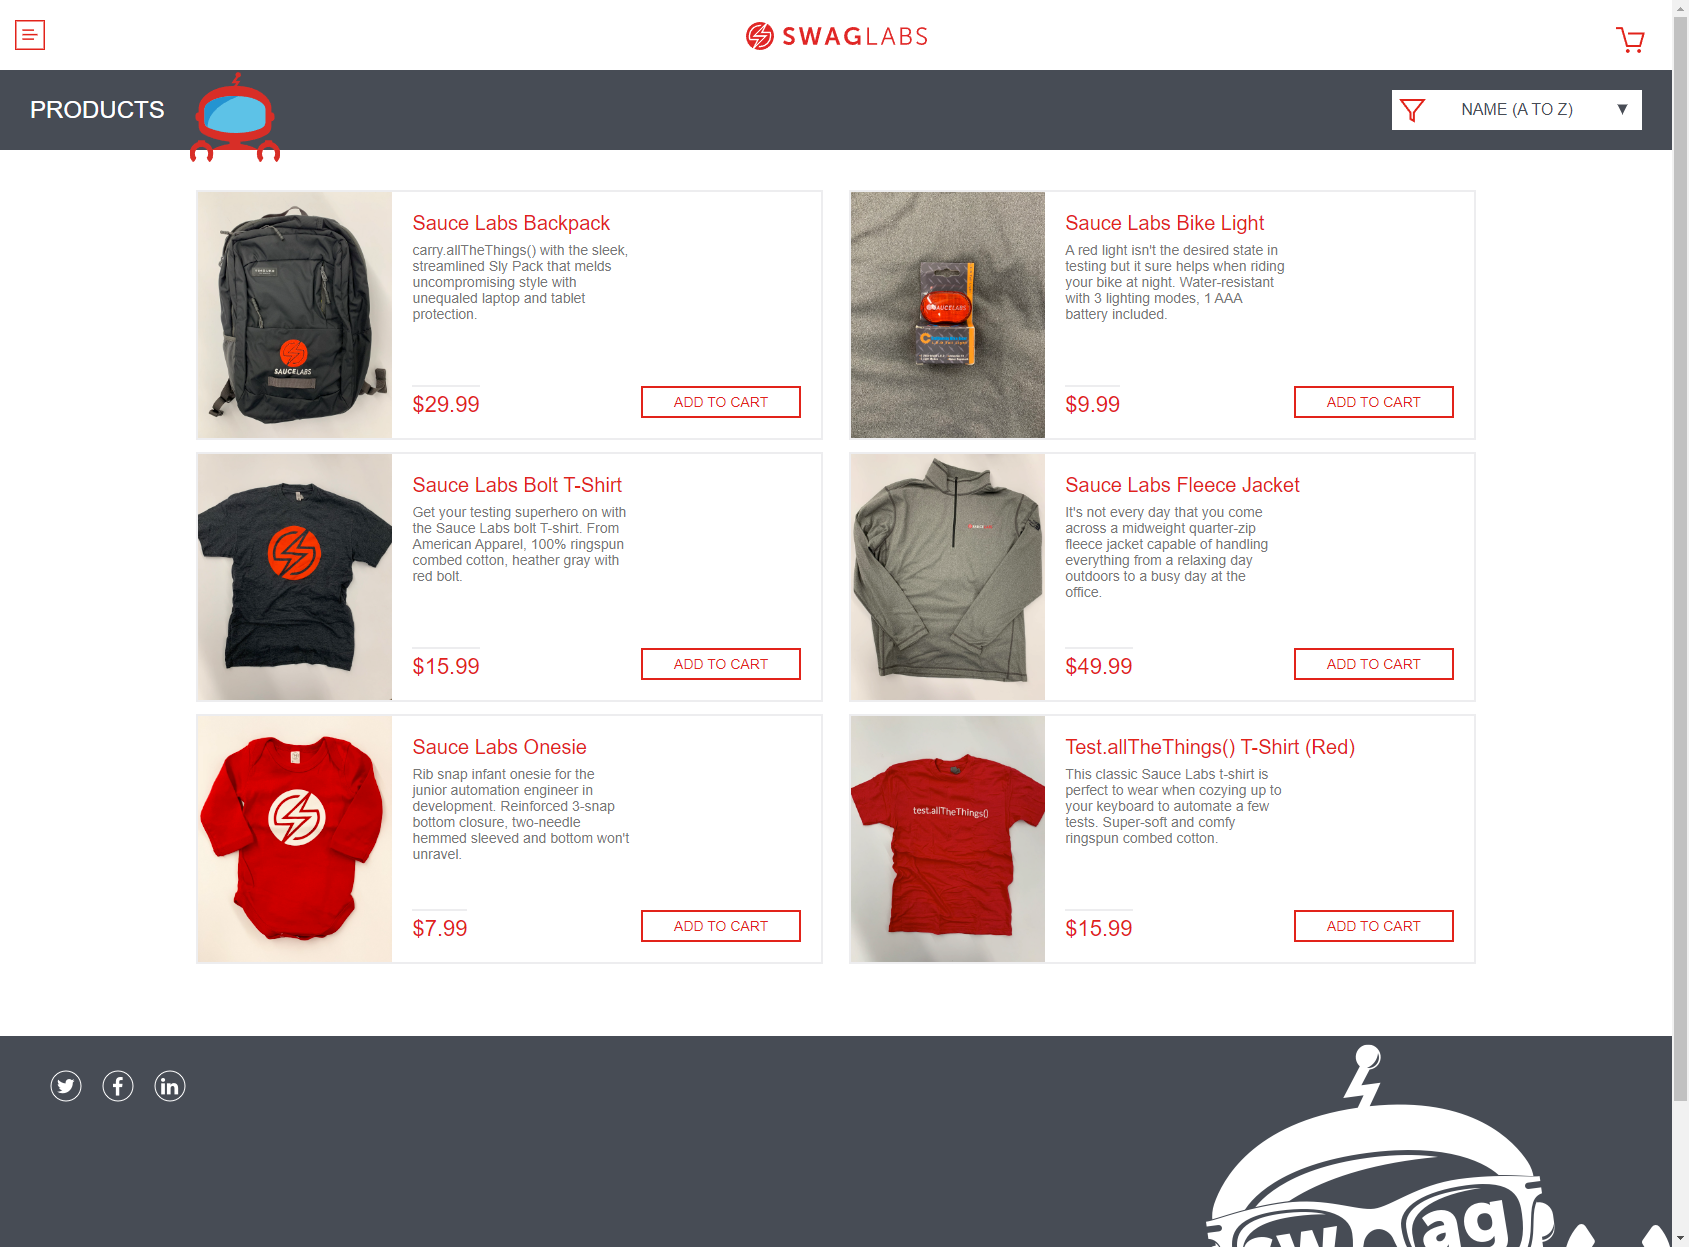 SWAGLABS
PRODUCTS
NAME (A TO Z)
Sauce Labs Backpack
carry.allTheThings() with the sleek,
streamlined Sly Pack that melds
uncompromising style with
unequaled laptop and tablet
protection.
SAUCELABS
$29.99
ADD TO CART
Sauce Labs Bike Light
A red light isn't the desired state in
testing but it sure helps when riding
your bike at night. Water-resistant
with 3 lighting modes, 1 AAA
battery included.
SAUCELABS
$9.99
ADD TO CART
Sauce Labs Bolt T-Shirt
Get your testing superhero on with
the Sauce Labs bolt T-shirt. From
American Apparel, 100% ringspun
combed cotton, heather gray with
red bolt.
$15.99
ADD TO CART
Sauce Labs Fleece Jacket
It's not every day that you come
across a midweight quarter-zip
fleece jacket capable of handling
everything from a relaxing day
outdoors to a busy day at the
office.
$49.99
ADD TO CART
Sauce Labs Onesie
Rib snap infant onesie for the
junior automation engineer in
development. Reinforced 3-snap
bottom closure, two-needle
hemmed sleeved and bottom won't
unravel.
$7.99
ADD TO CART
Test.allTheThings() T-Shirt (Red)
This classic Sauce Labs t-shirt is
perfect to wear when cozying up to
your keyboard to automate a few
tests. Super-soft and comfy
ringspun combed cotton.
test.allTheThings()
$15.99
ADD TO CART
sw ag